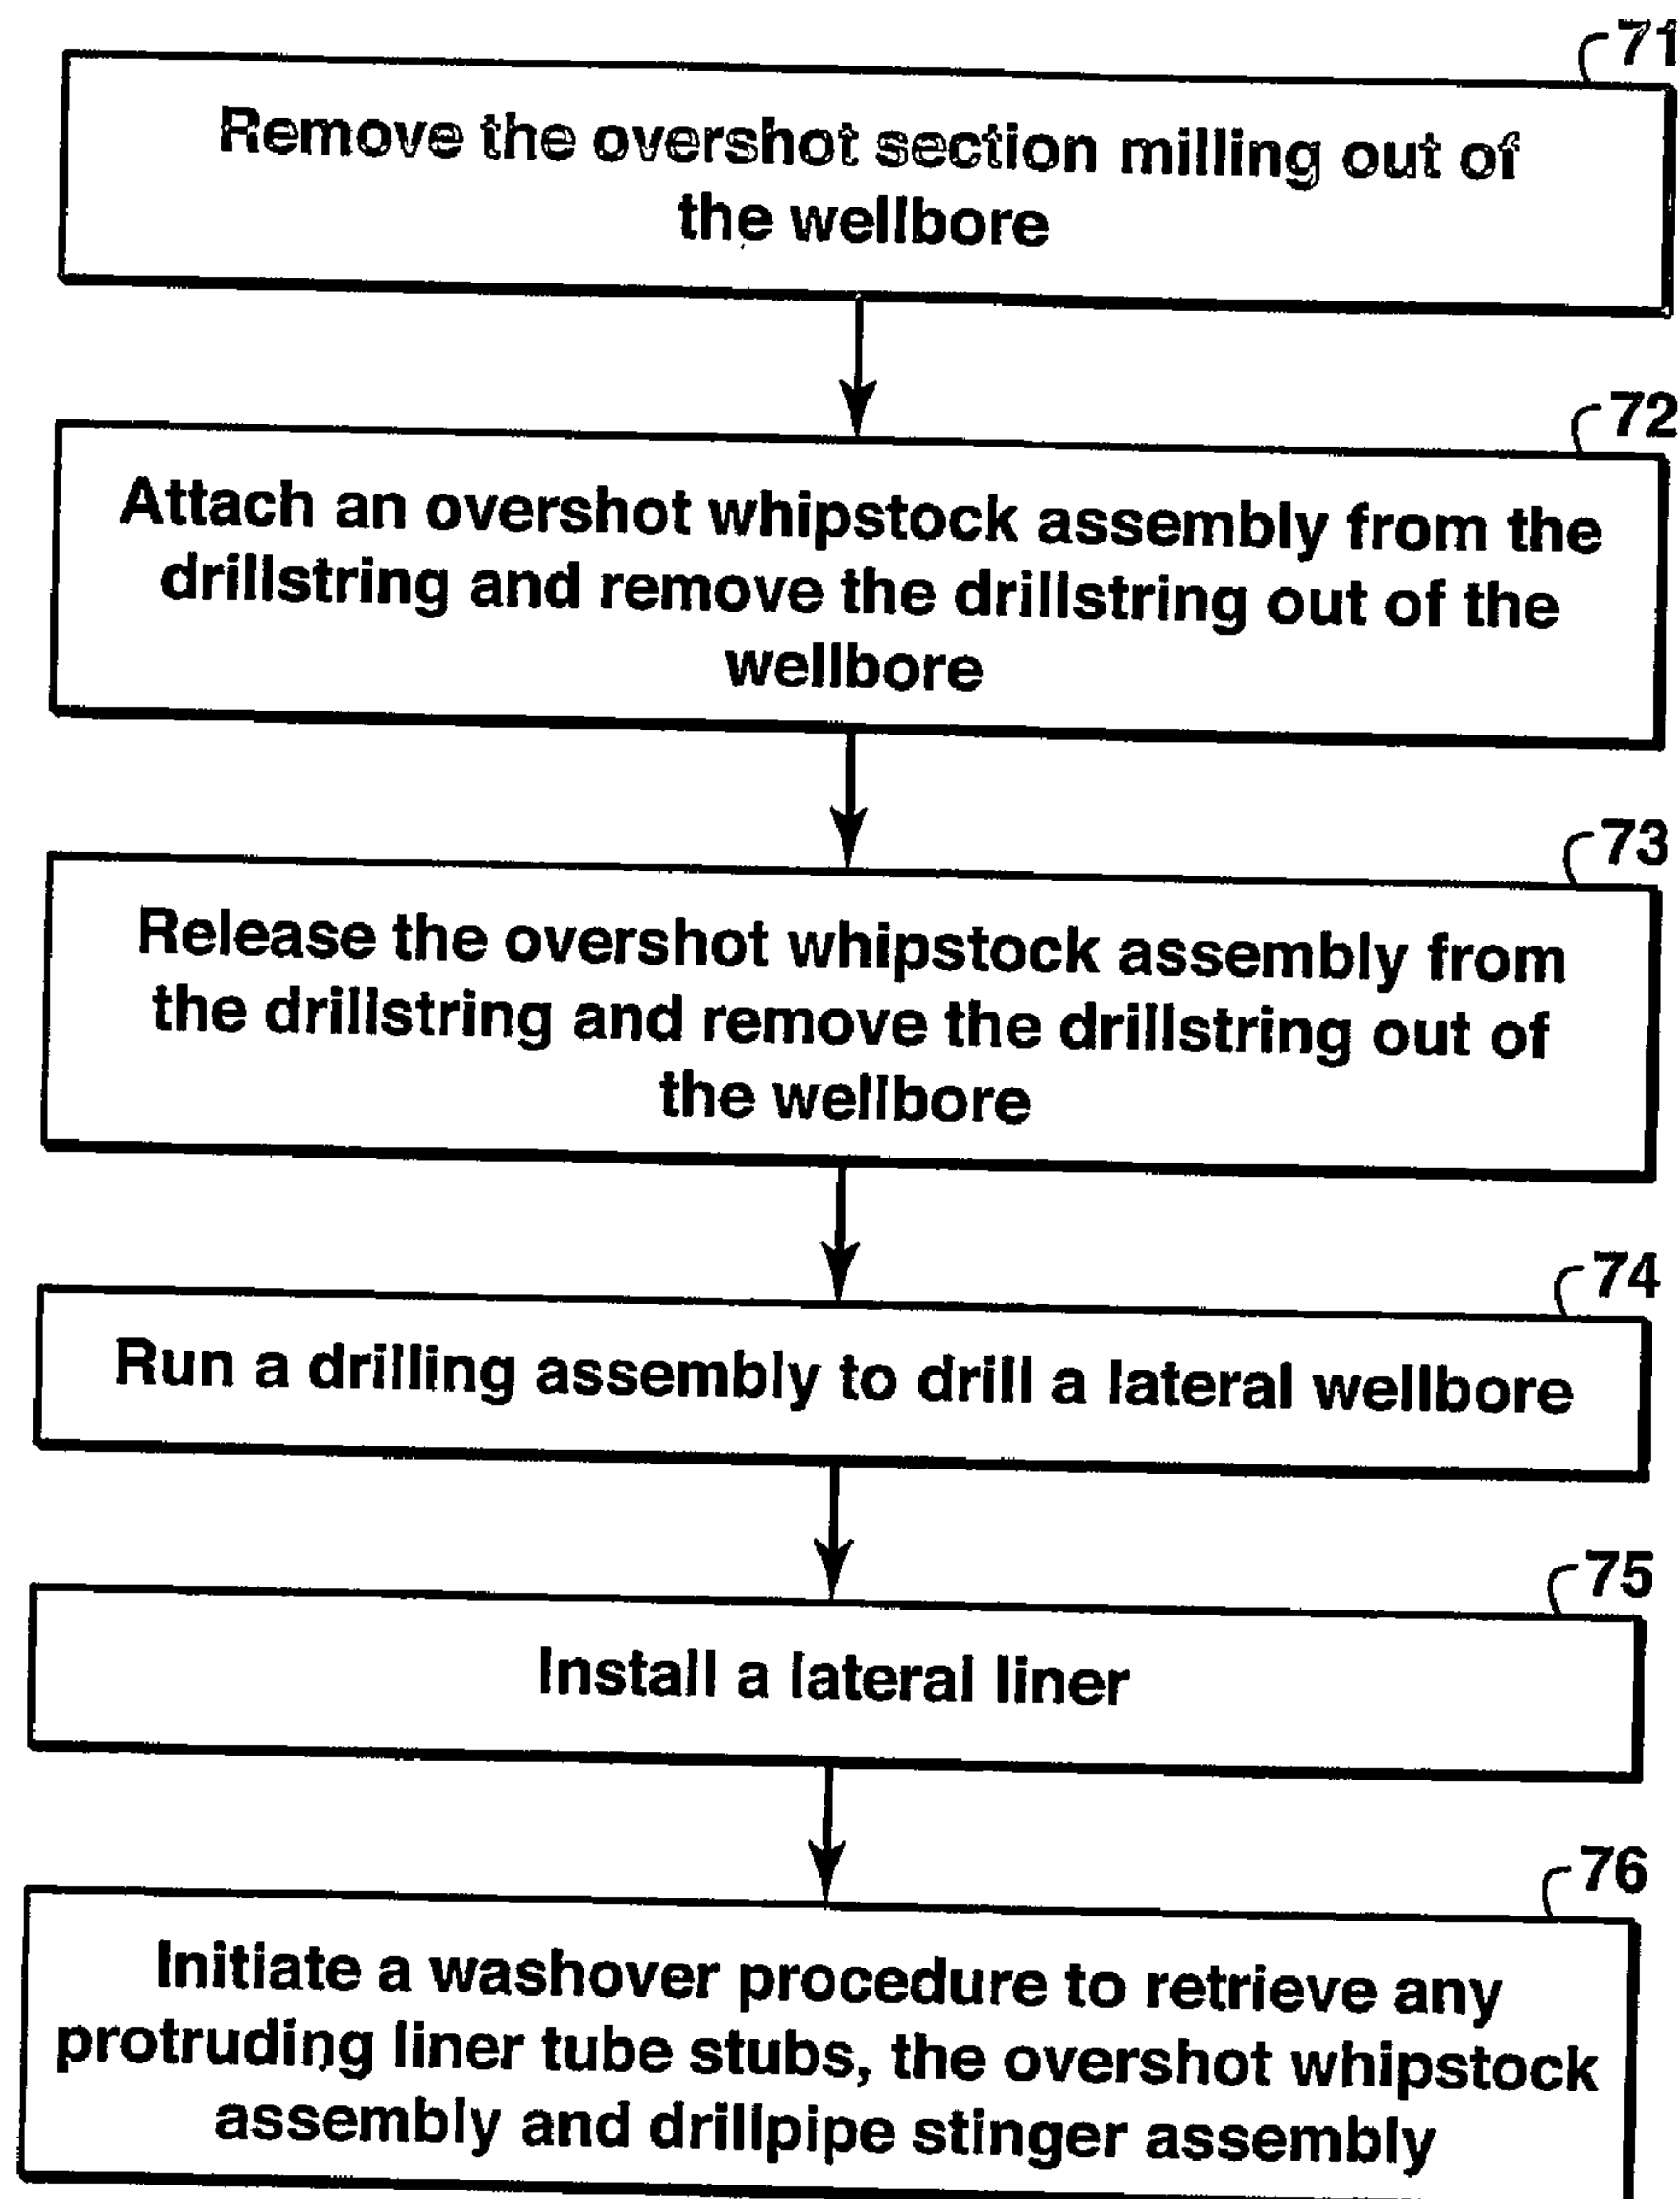 71
Remove the overshot section milling out of
the wellbore
72
Attach an overshot whipstock assembly from the
drillstring and remove the drillstring out of the
wellbore
73
Release the overshot whipstock assembly from
the drillstring and remove the drillstring out of
the wellbore
74
Run a drilling assembly to drill a lateral wellbore
75
Install a lateral liner
76
Initiate a washover procedure to retrieve any
protruding liner tube stubs, the overshot whipstock
assembly and drillpipe stinger assembly